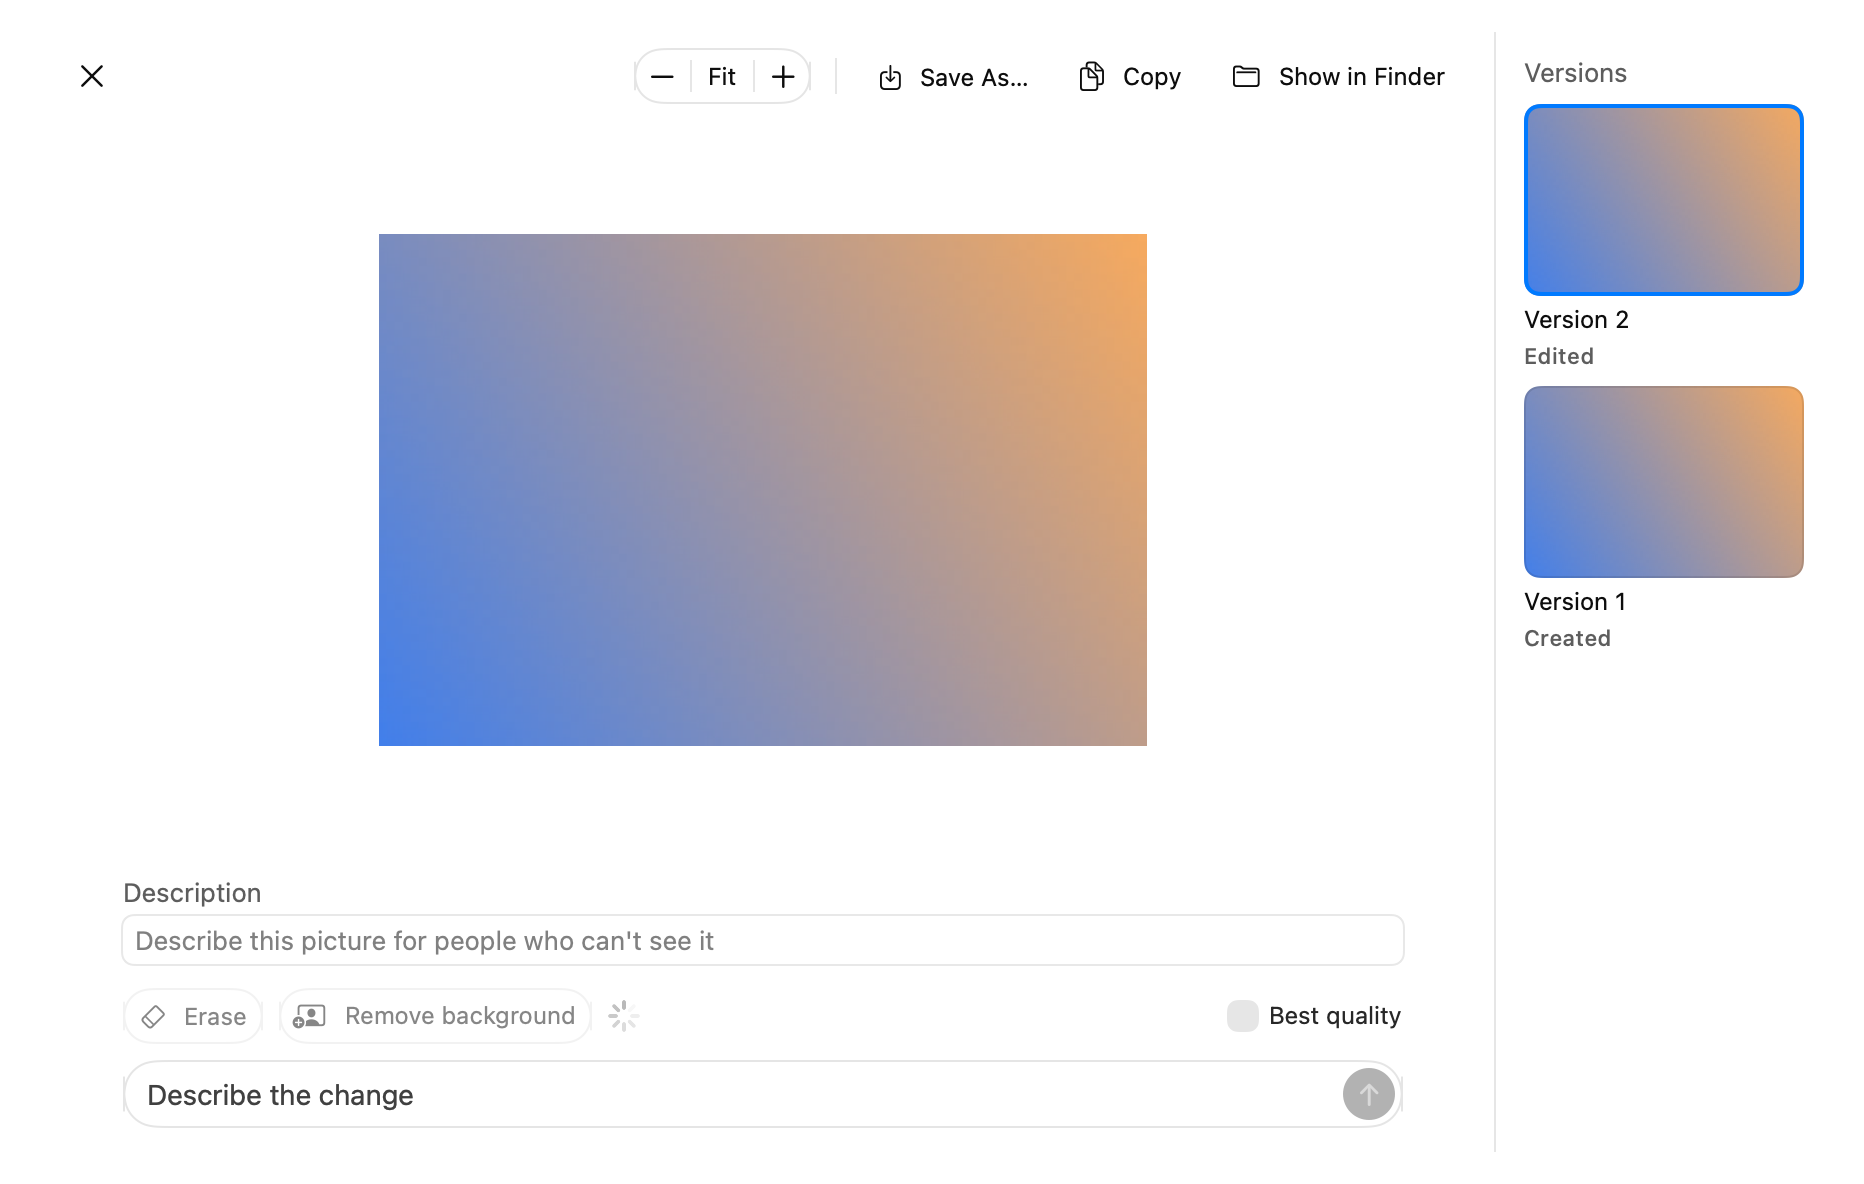 Fit
Save As...
Copy
Show in Finder
Versions
Version 2
Edited
Version 1
Created
Description
Describe this picture for people who can't see it
Erase
Remove background
Best quality
Describe the change